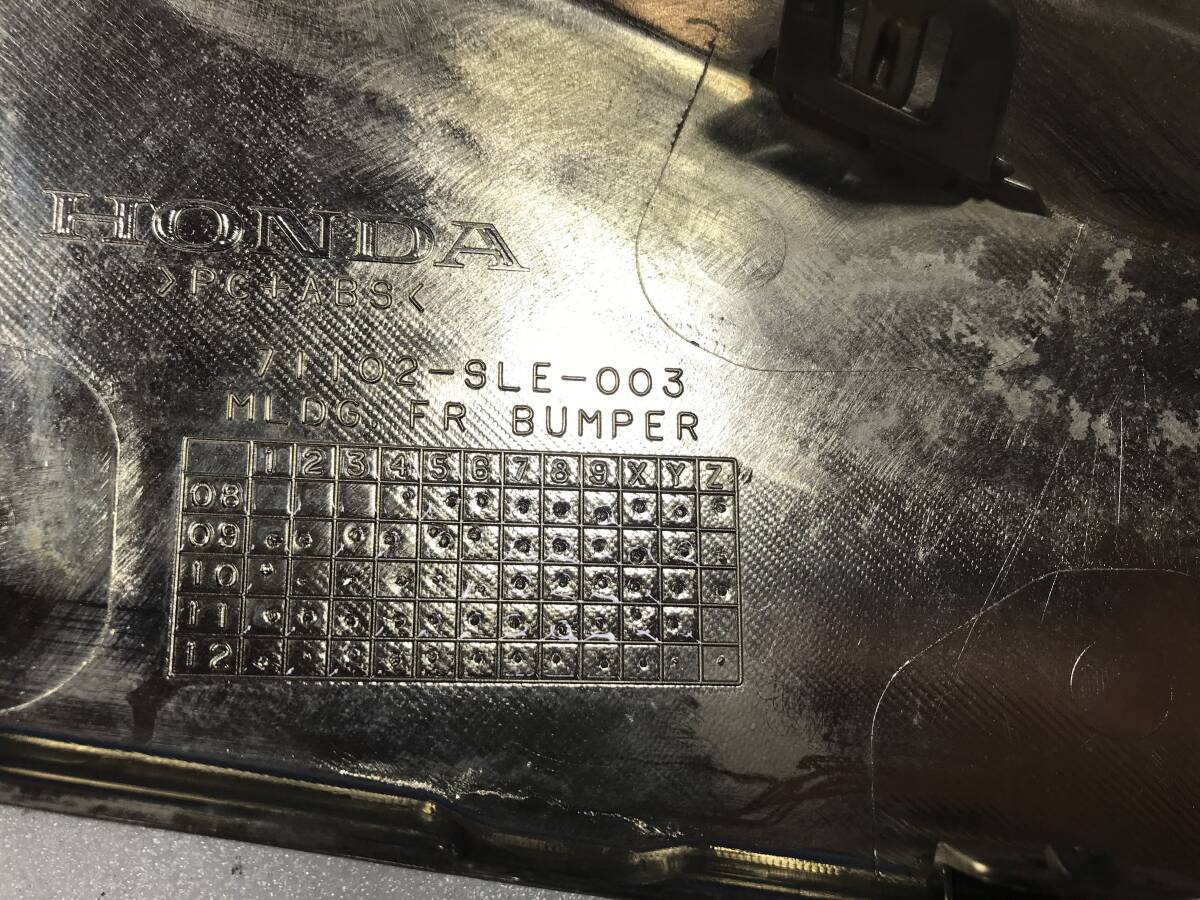 HONDA
>PC+ABS<
71102-SLE-003
MLDG, FR BUMPER
1 2 3 4 5 6 7 8 9 X Y Z
08
09
10
11
12